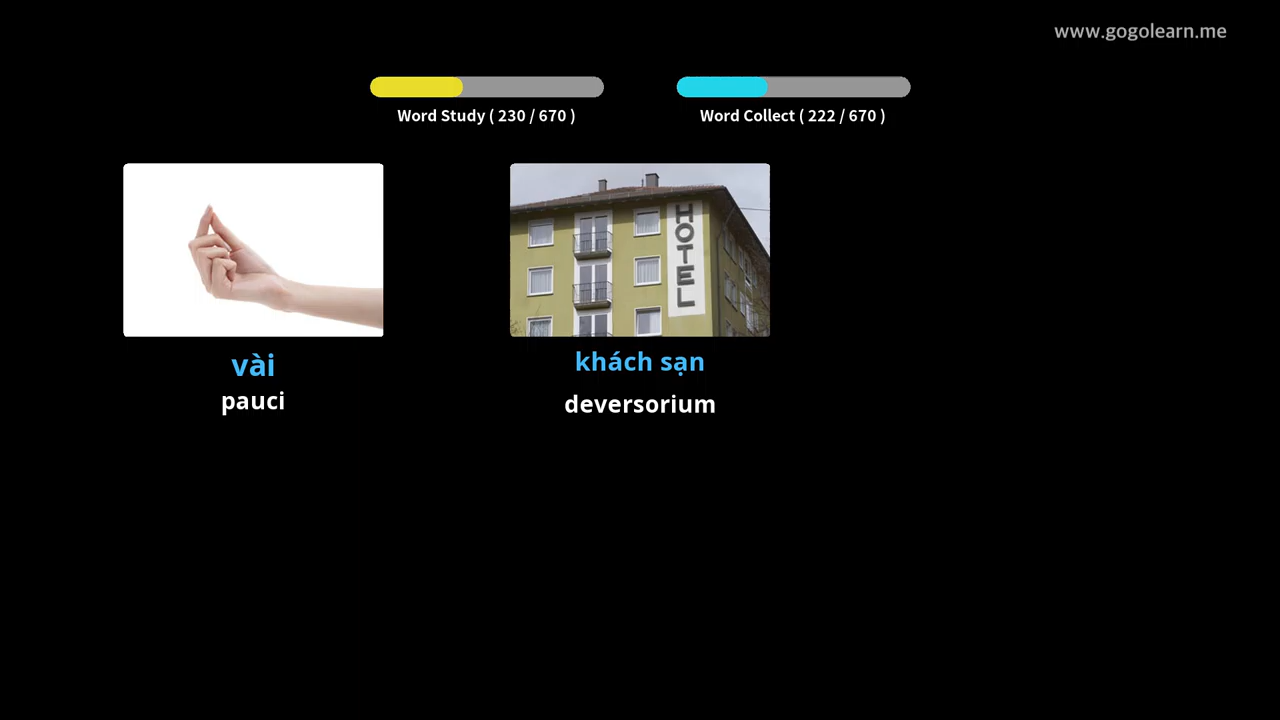 www.gogolearn.me
Word Study ( 230 / 670 )
Word Collect ( 222 / 670 )
HOTEL
vài
pauci
khách sạn
deversorium